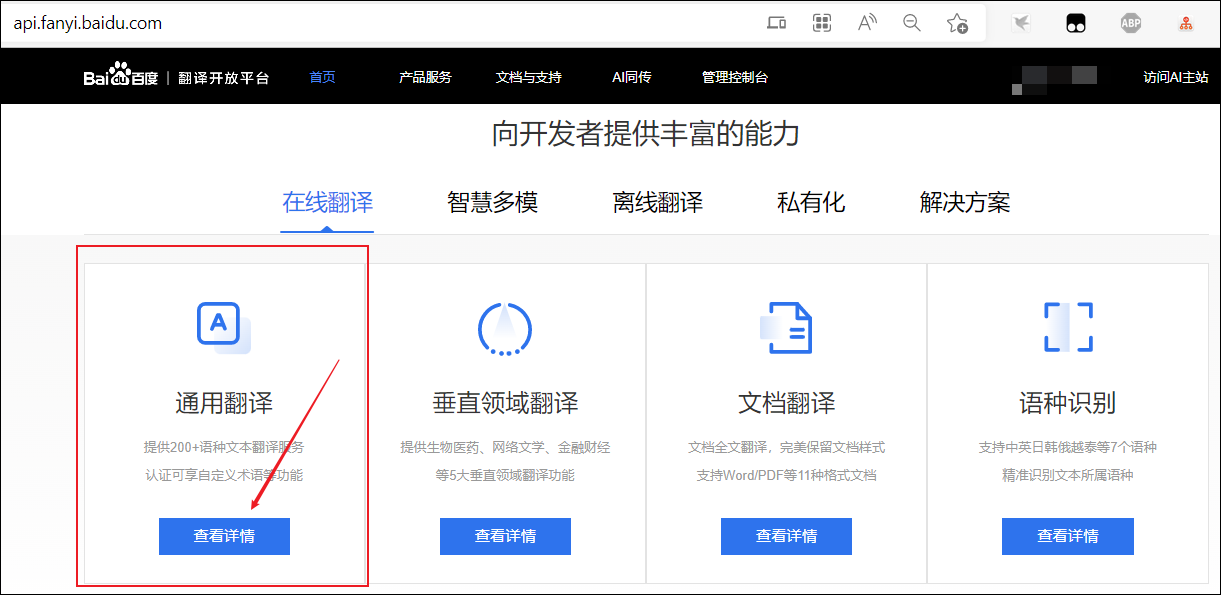 api.fanyi.baidu.com
ABP
Bai du 百度 | 翻译开放平台 首页 产品服务 文档与支持 AI同传 管理控制台 访问AI主站
向开发者提供丰富的能力
在线翻译 智慧多模 离线翻译 私有化 解决方案
A
通用翻译 垂直领域翻译 文档翻译 语种识别
提供200+语种文本翻译服务 提供生物医药、网络文学、金融财经 文档全文翻译，完美保留文档样式 支持中英日韩俄越泰等7个语种
认证可享自定义术语等功能 等5大垂直领域翻译功能 支持Word/PDF等11种格式文档 精准识别文本所属语种
查看详情 查看详情 查看详情 查看详情